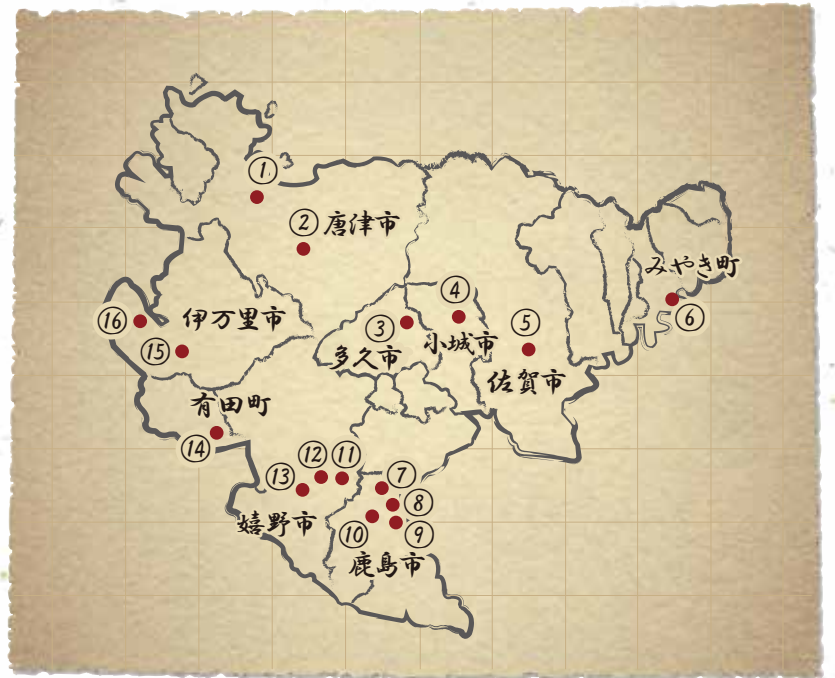 ①
② 唐津市
みやき町
④
⑯ 伊万里市
③
⑤
⑥
小城市
⑮
多久市
佐賀市
有田町
⑭
⑫ ⑪
⑬
⑦
⑧
嬉野市
⑩ ⑨
鹿島市